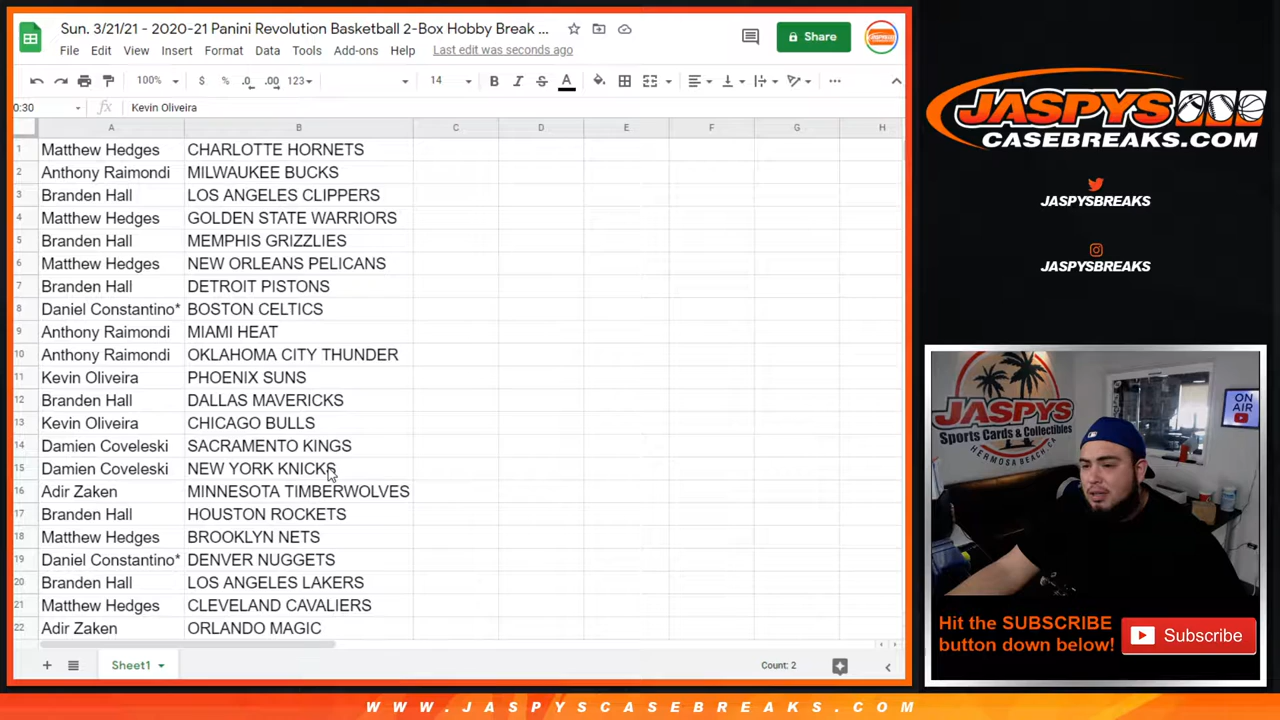 Sun. 3/21/21 - 2020-21 Panini Revolution Basketball 2-Box Hobby Break ...
File Edit View Insert Format Data Tools Add-ons Help Last edit was seconds ago
Share
100% $ % .0 .00 123 14 B I S A
0:30 fx Kevin Oliveira
A B C D E F G H
1 Matthew Hedges CHARLOTTE HORNETS
2 Anthony Raimondi MILWAUKEE BUCKS
3 Branden Hall LOS ANGELES CLIPPERS
4 Matthew Hedges GOLDEN STATE WARRIORS
5 Branden Hall MEMPHIS GRIZZLIES
6 Matthew Hedges NEW ORLEANS PELICANS
7 Branden Hall DETROIT PISTONS
8 Daniel Constantino* BOSTON CELTICS
9 Anthony Raimondi MIAMI HEAT
10 Anthony Raimondi OKLAHOMA CITY THUNDER
11 Kevin Oliveira PHOENIX SUNS
12 Branden Hall DALLAS MAVERICKS
13 Kevin Oliveira CHICAGO BULLS
14 Damien Coveleski SACRAMENTO KINGS
15 Damien Coveleski NEW YORK KNICKS
16 Adir Zaken MINNESOTA TIMBERWOLVES
17 Branden Hall HOUSTON ROCKETS
18 Matthew Hedges BROOKLYN NETS
19 Daniel Constantino* DENVER NUGGETS
20 Branden Hall LOS ANGELES LAKERS
21 Matthew Hedges CLEVELAND CAVALIERS
22 Adir Zaken ORLANDO MAGIC
Sheet1
Count: 2
JASPYS
CASEBREAKS.COM
JASPYSBREAKS
JASPYSBREAKS
JASPYS
Sports Cards & Collectibles
HERMOSA BEACH, CA
ON
AIR
Hit the SUBSCRIBE
button down below!
Subscribe
WWW.JASPYSCASEBREAKS.COM